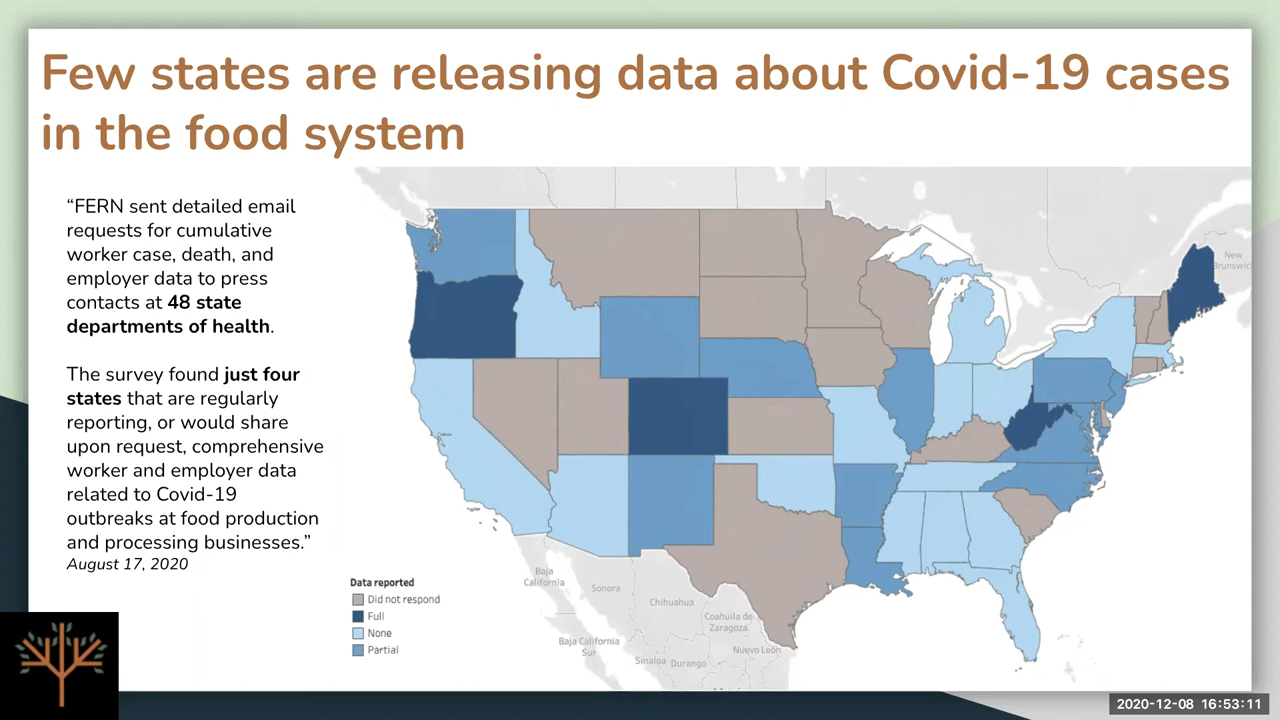 Few states are releasing data about Covid-19 cases
in the food system
“FERN sent detailed email
requests for cumulative
worker case, death, and
employer data to press
contacts at 48 state
departments of health.
The survey found just four
states that are regularly
reporting, or would share
upon request, comprehensive
worker and employer data
related to Covid-19
outbreaks at food production
and processing businesses.”
August 17, 2020
New
Brunswick
Baja
California
Sonora
Chihuahua
Coahuila de
Zaragoza
Baja California
Sur
Nuevo León
Sinaloa
Durango
Data reported
Did not respond
Full
None
Partial
2020-12-08 16:53:11